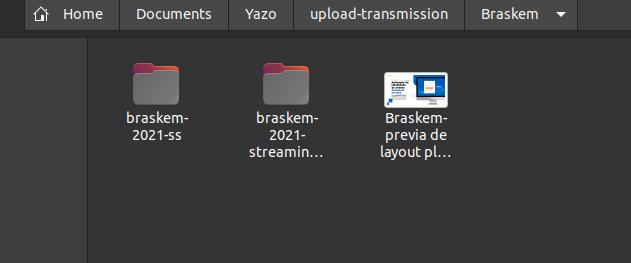 Home Documents Yazo upload-transmission Braskem
braskem-
2021-ss
braskem-
2021-
streamin...
Braskem-
previa de
layout pl...